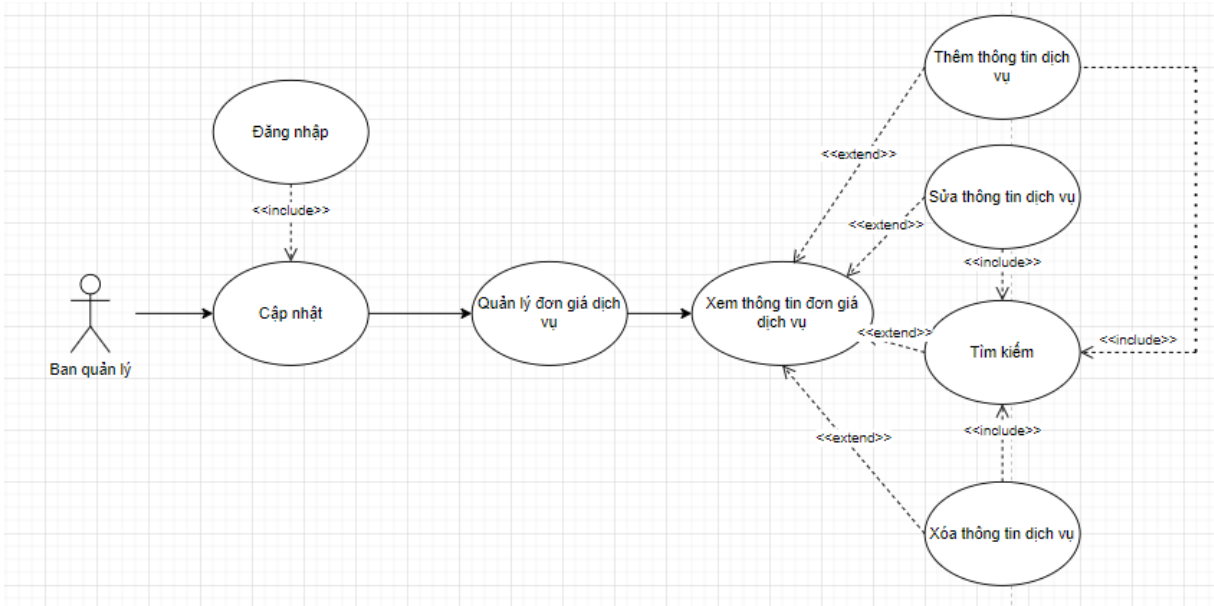 Thêm thông tin dịch
vụ
Đăng nhập
<<extend>>
Sửa thông tin dịch vụ
<<include>>
<<extend>>
<<include>>
Ban quản lý
Cập nhật
Quản lý đơn giá dịch
vụ
Xem thông tin đơn giá
dịch vụ
<<extend>>
Tìm kiếm
<<include>>
<<extend>>
<<include>>
Xóa thông tin dịch vụ